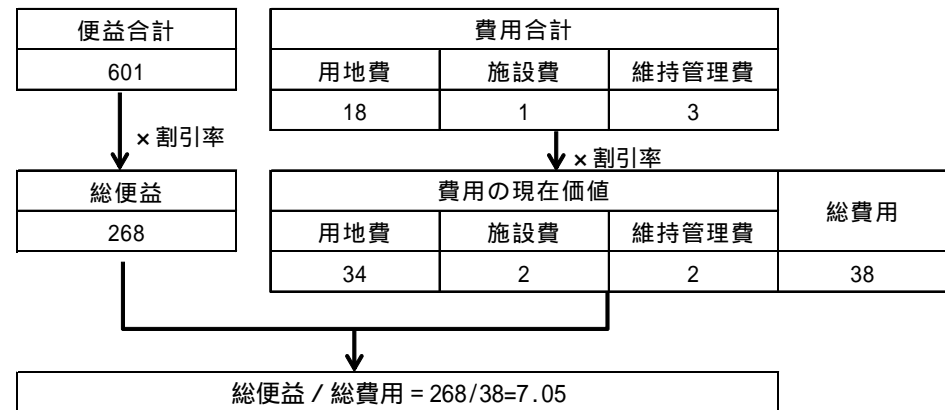 便益合計
601
費用合計
用地費 施設費 維持管理費
18 1 3
×割引率
×割引率
総便益
268
費用の現在価値 総費用
用地費 施設費 維持管理費
34 2 2 38
総便益／総費用＝268/38=7.05